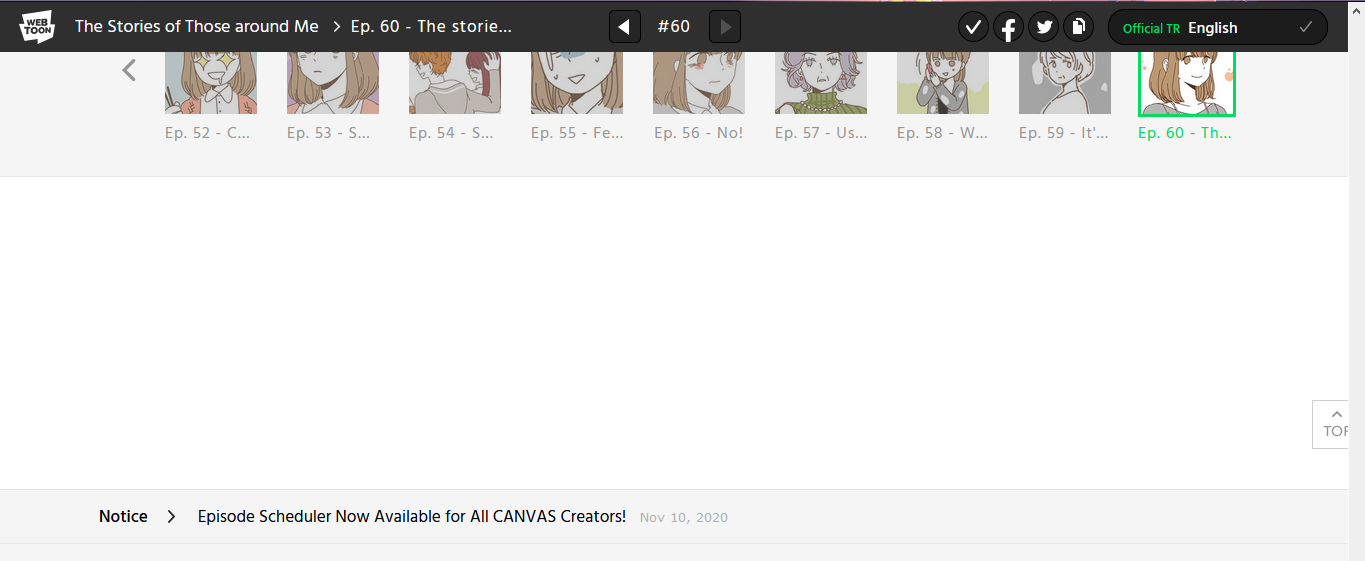 WEB TOON The Stories of Those around Me > Ep. 60 - The storie... #60 Official TR English
Ep. 52 - C... Ep. 53 - S... Ep. 54 - S... Ep. 55 - Fe... Ep. 56 - No! Ep. 57 - Us... Ep. 58 - W... Ep. 59 - It'... Ep. 60 - Th...
TOP
Notice > Episode Scheduler Now Available for All CANVAS Creators! Nov 10, 2020